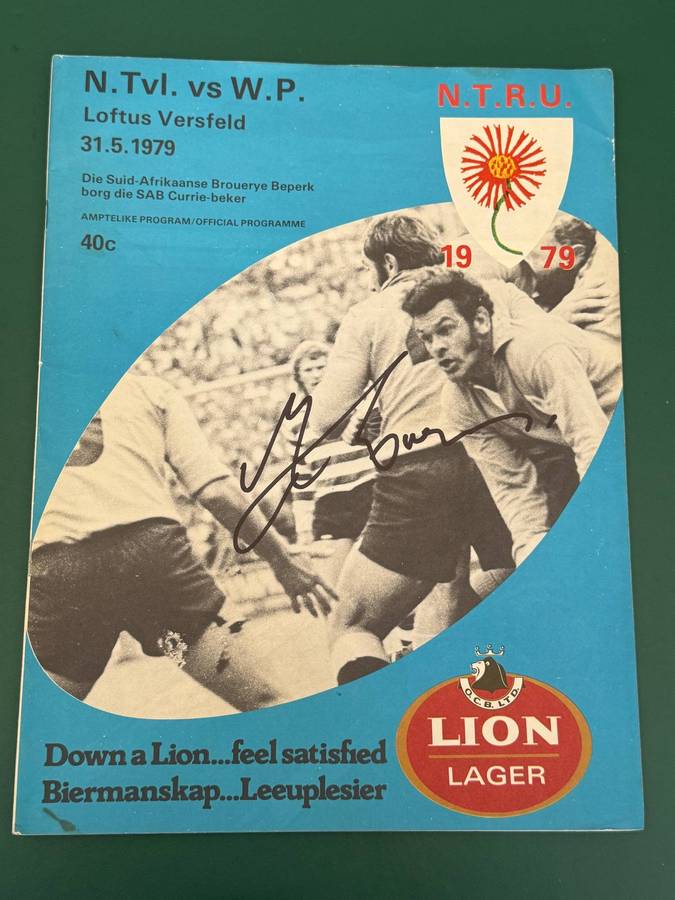 N.Tvl. vs W.P.
Loftus Versfeld
31.5.1979
Die Suid-Afrikaanse Brouerye Beperk
borg die SAB Currie-beker
AMPTELIKE PROGRAM/OFFICIAL PROGRAMME
40c
N.T.R.U.
19 79
O.C.B. LTD.
LION
LAGER
Down a Lion...feel satisfied
Biermanskap...Leeuplesier